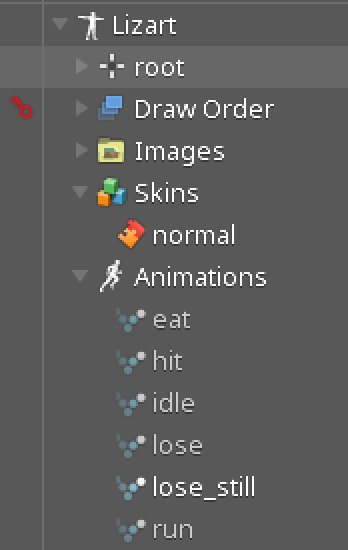 Lizart
root
Draw Order
Images
Skins
normal
Animations
eat
hit
idle
lose
lose_still
run